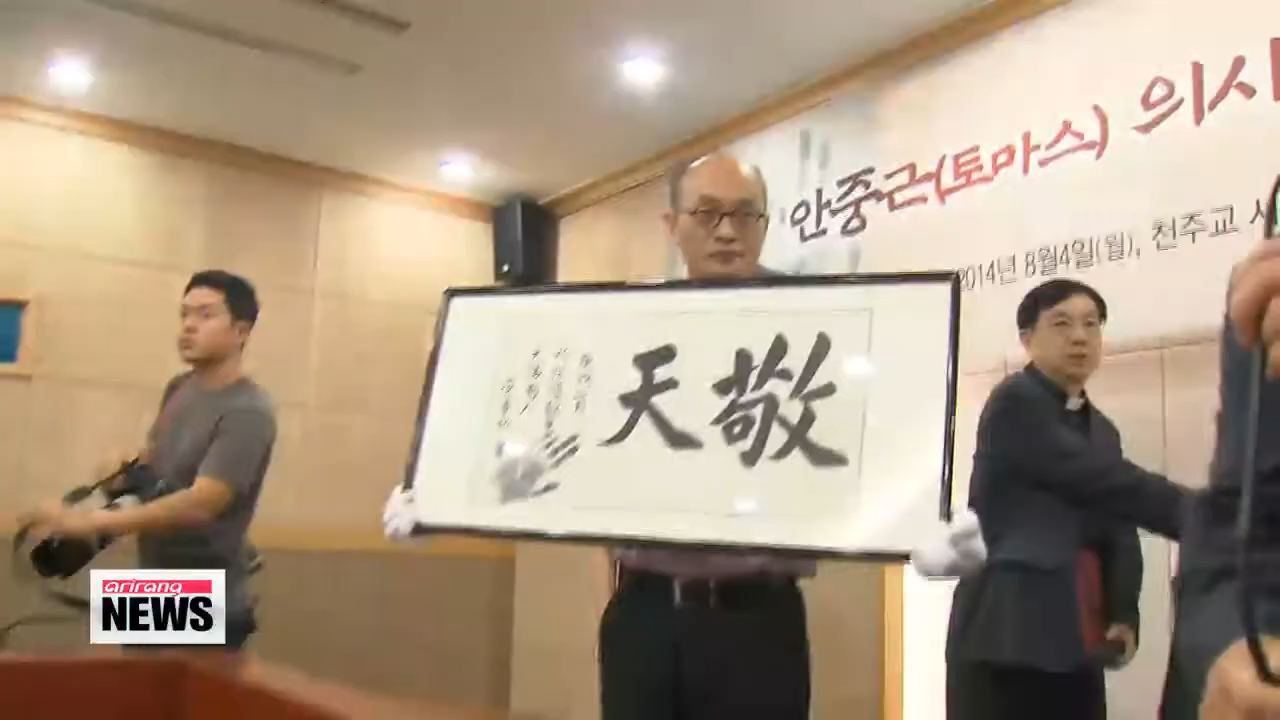 안중근(토마스) 의사
2014년 8월4일(월), 천주교 서
敬天
arirang
NEWS